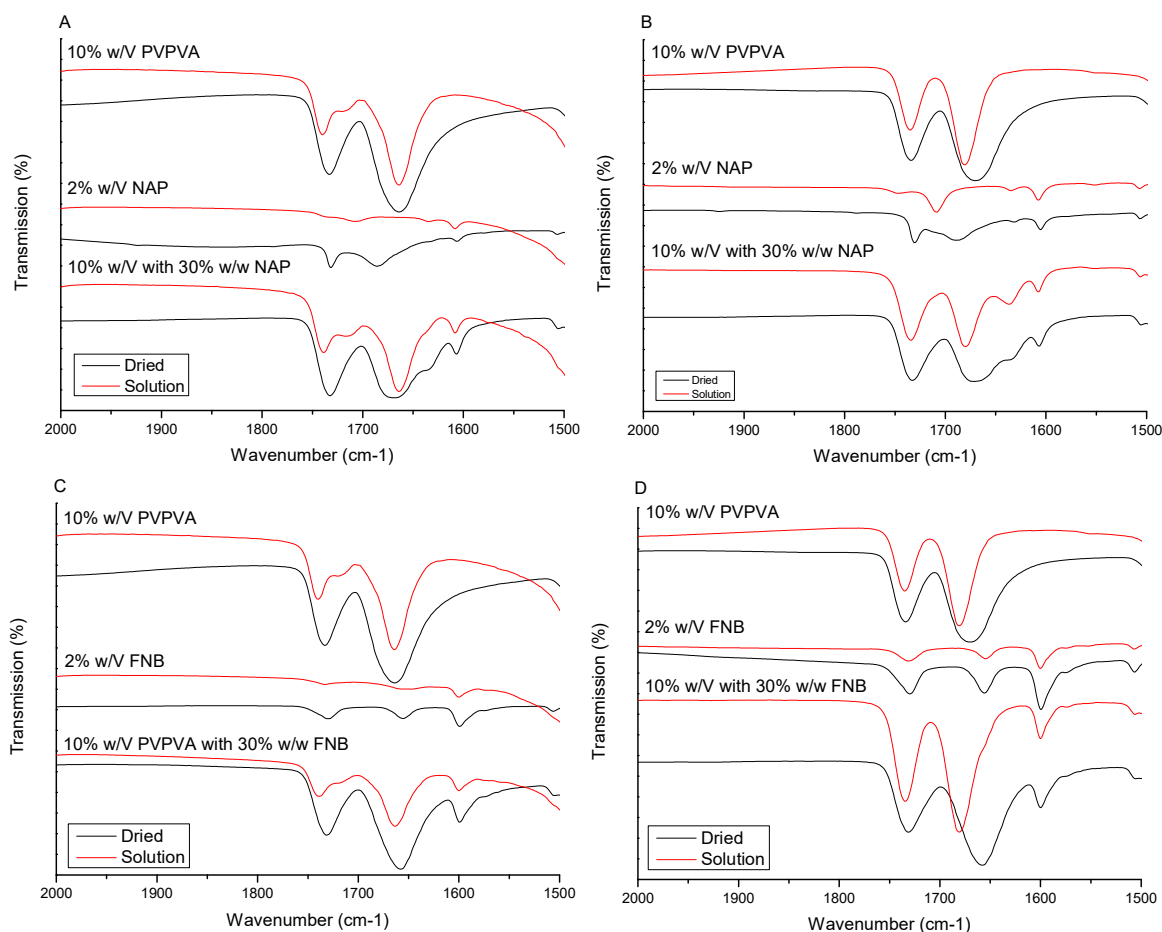 A
10% w/V PVPVA
2% w/V NAP
10% w/V with 30% w/w NAP
Dried
Solution
Transmission (%)
2000 1900 1800 1700 1600 1500
Wavenumber (cm-1)
B
10% w/V PVPVA
2% w/V NAP
10% w/V with 30% w/w NAP
Dried
Solution
Transmission (%)
2000 1900 1800 1700 1600 1500
Wavenumber (cm-1)
C
10% w/V PVPVA
2% w/V FNB
10% w/V PVPVA with 30% w/w FNB
Dried
Solution
Transmission (%)
2000 1900 1800 1700 1600 1500
Wavenumber (cm-1)
D
10% w/V PVPVA
2% w/V FNB
10% w/V with 30% w/w FNB
Dried
Solution
Transmission (%)
2000 1900 1800 1700 1600 1500
Wavenumber (cm-1)